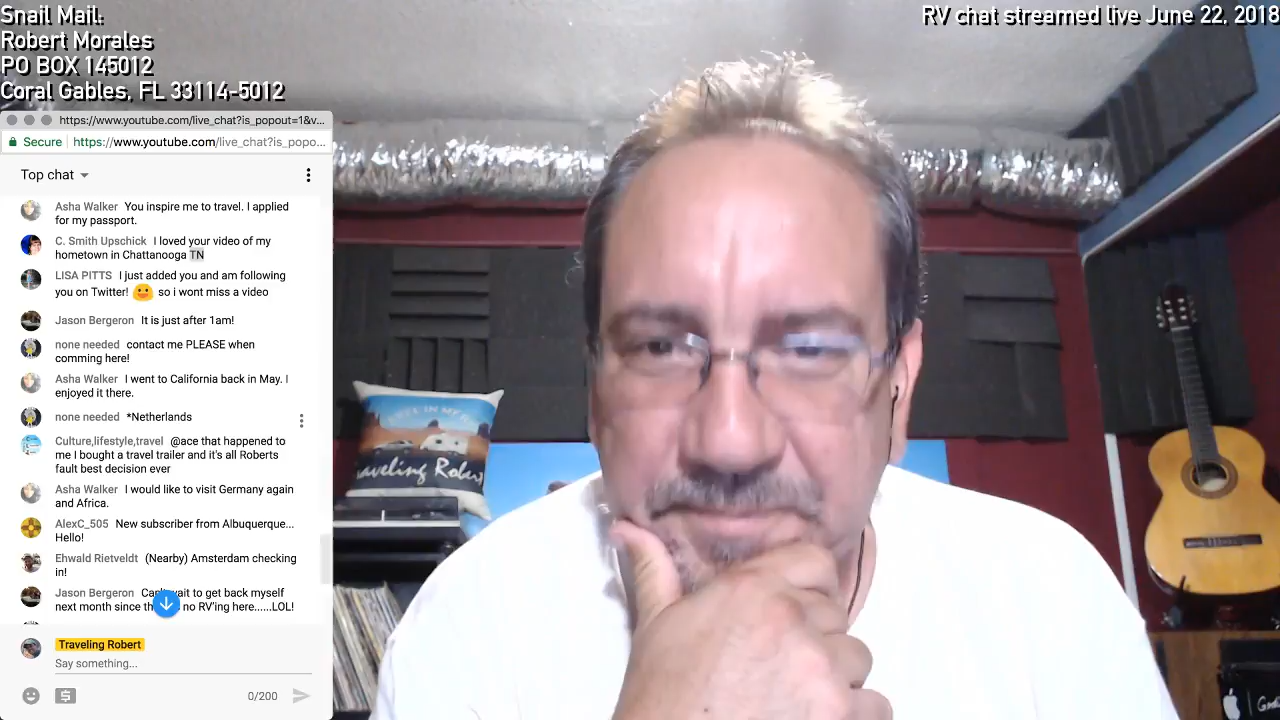 Snail Mail:
Robert Morales
PO BOX 145012
Coral Gables, FL 33114-5012
RV chat streamed live June 22, 2018
https://www.youtube.com/live_chat?is_popout=1&v...
Secure https://www.youtube.com/live_chat?is_popo...
Top chat
Asha Walker You inspire me to travel. I applied
for my passport.
C. Smith Upschick I loved your video of my
hometown in Chattanooga TN
LISA PITTS I just added you and am following
you on Twitter! so i wont miss a video
Jason Bergeron It is just after 1am!
none needed contact me PLEASE when
comming here!
Asha Walker I went to California back in May. I
enjoyed it there.
none needed *Netherlands
Culture,lifestyle,travel @ace that happened to
me I bought a travel trailer and it's all Roberts
fault best decision ever
Asha Walker I would like to visit Germany again
and Africa.
AlexC_505 New subscriber from Albuquerque...
Hello!
Ehwald Rietveldt (Nearby) Amsterdam checking
in!
Jason Bergeron wait to get back myself
next month since no RV'ing here......LOL!
Traveling Robert
Say something...
0/200
Traveling Robert